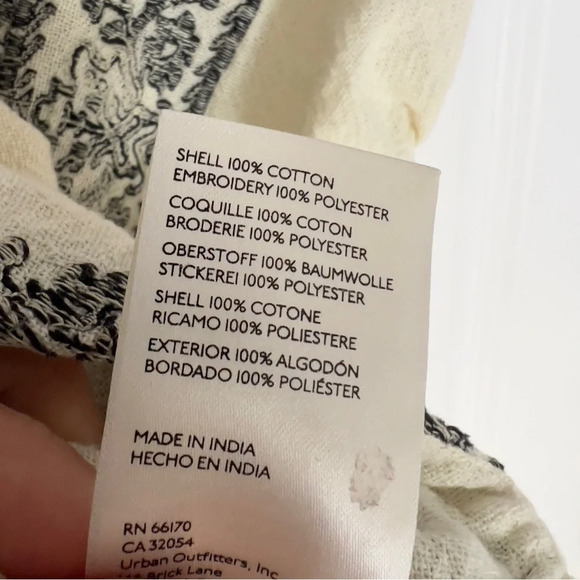 SHELL 100% COTTON
EMBROIDERY 100% POLYESTER
COQUILLE 100% COTON
BRODERIE 100% POLYESTER
OBERSTOFF 100% BAUMWOLLE
STICKEREI 100% POLYESTER
SHELL 100% COTONE
RICAMO 100% POLIESTERE
EXTERIOR 100% ALGODÓN
BORDADO 100% POLIÉSTER
MADE IN INDIA
HECHO EN INDIA
RN 66170
CA 32054
Urban Outfitters, Inc
Brick Lane